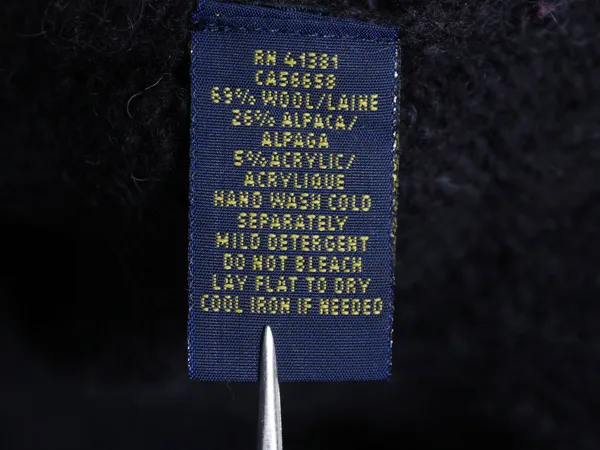 RN 41381
CA56658
69% WOOL/LAINE
26% ALPACA/
ALPAGA
5% ACRYLIC/
ACRYLIQUE
HAND WASH COLD
SEPARATELY
MILD DETERGENT
DO NOT BLEACH
LAY FLAT TO DRY
COOL IRON IF NEEDED